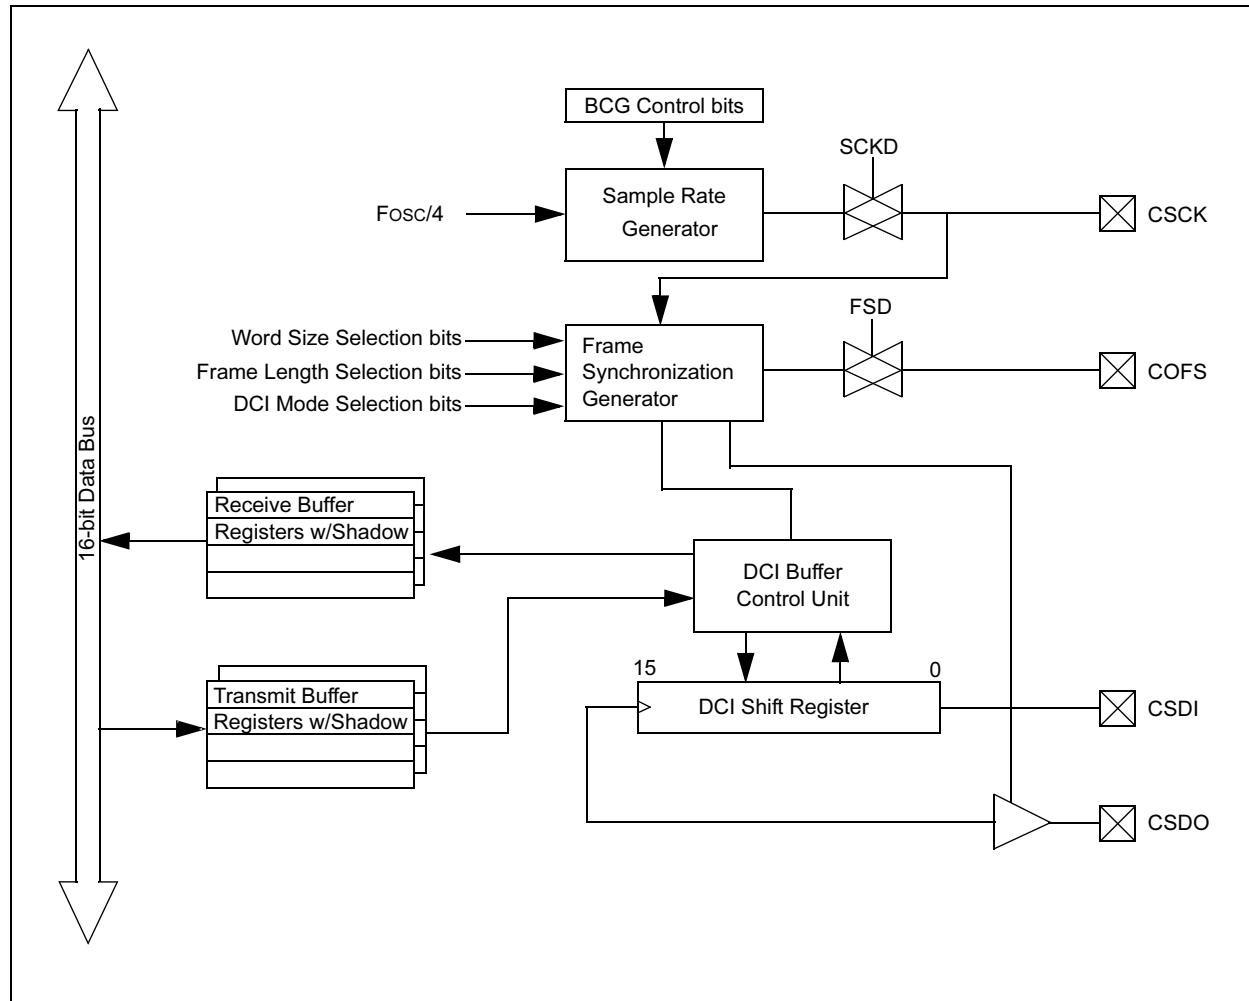 BCG Control bits
SCKD
Sample Rate
Generator
FOSC/4
CSCK
FSD
Word Size Selection bits
Frame Length Selection bits
DCI Mode Selection bits
Frame
Synchronization
Generator
COFS
16-bit Data Bus
Receive Buffer
Registers w/Shadow
DCI Buffer
Control Unit
15
0
Transmit Buffer
Registers w/Shadow
DCI Shift Register
CSDI
CSDO